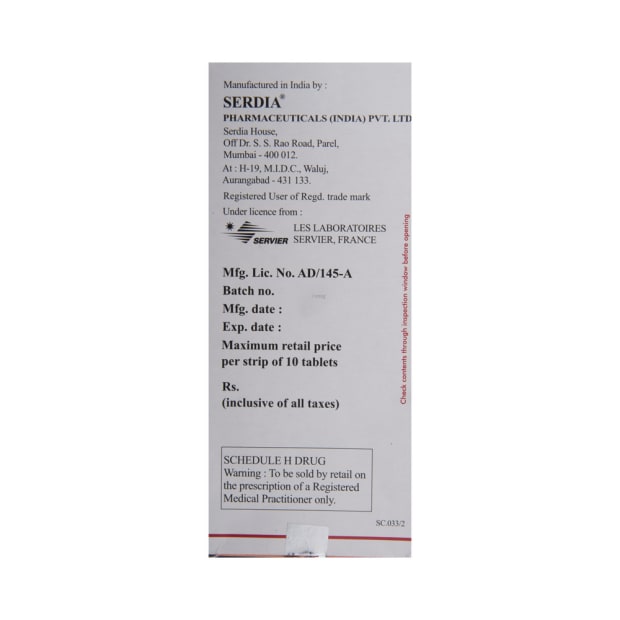 Manufactured in India by :
SERDIA®
PHARMACEUTICALS (INDIA) PVT. LTD
Serdia House,
Off Dr. S. S. Rao Road, Parel,
Mumbai - 400 012.
At : H-19, M.I.D.C., Waluj,
Aurangabad - 431 133.
Registered User of Regd. trade mark
Under licence from :
SERVIER
LES LABORATOIRES
SERVIER, FRANCE
Mfg. Lic. No. AD/145-A
Batch no.
Mfg. date :
Exp. date :
Maximum retail price
per strip of 10 tablets
Rs.
(inclusive of all taxes)
Check contents through inspection window before opening
SCHEDULE H DRUG
Warning : To be sold by retail on
the prescription of a Registered
Medical Practitioner only.
SC.033/2